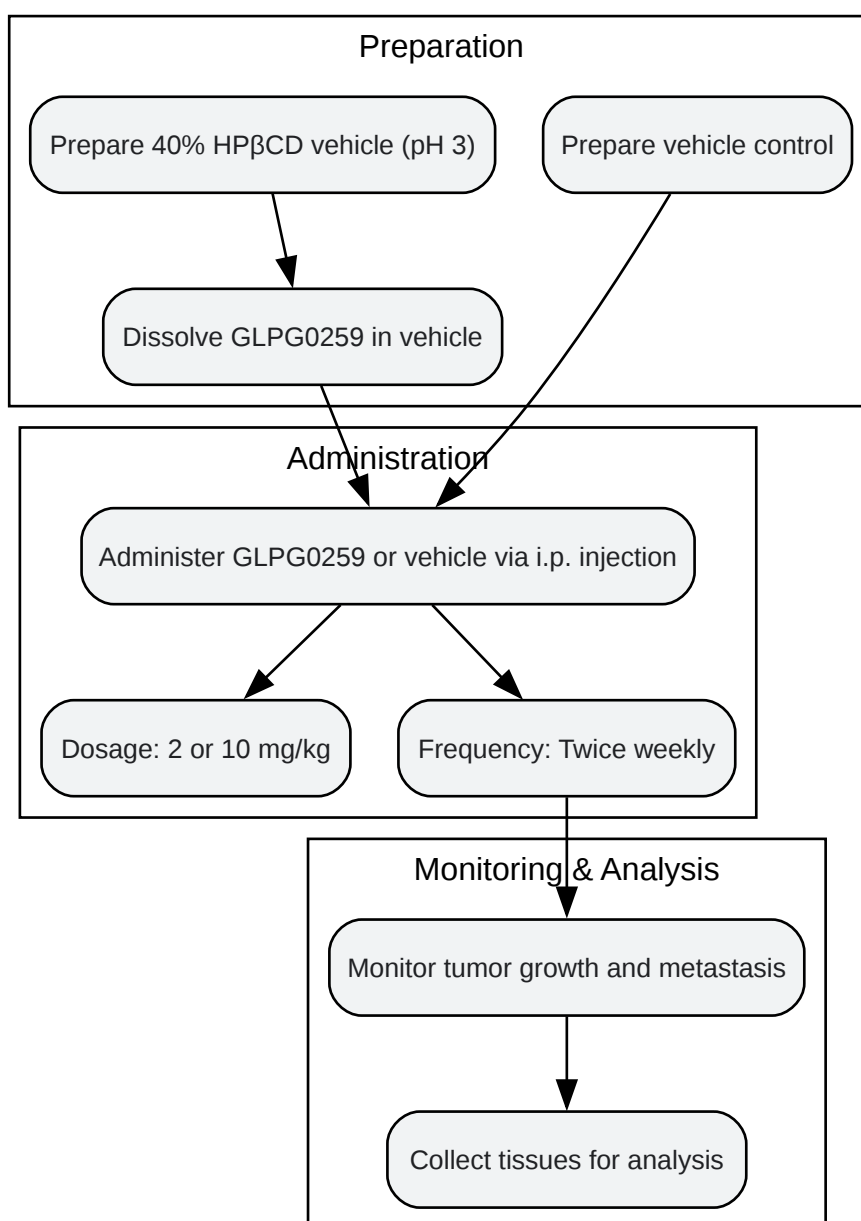 Preparation
Prepare 40% HPβCD vehicle (pH 3)
Prepare vehicle control
Dissolve GLPG0259 in vehicle
Administration
Administer GLPG0259 or vehicle via i.p. injection
Dosage: 2 or 10 mg/kg
Frequency: Twice weekly
Monitoring & Analysis
Monitor tumor growth and metastasis
Collect tissues for analysis